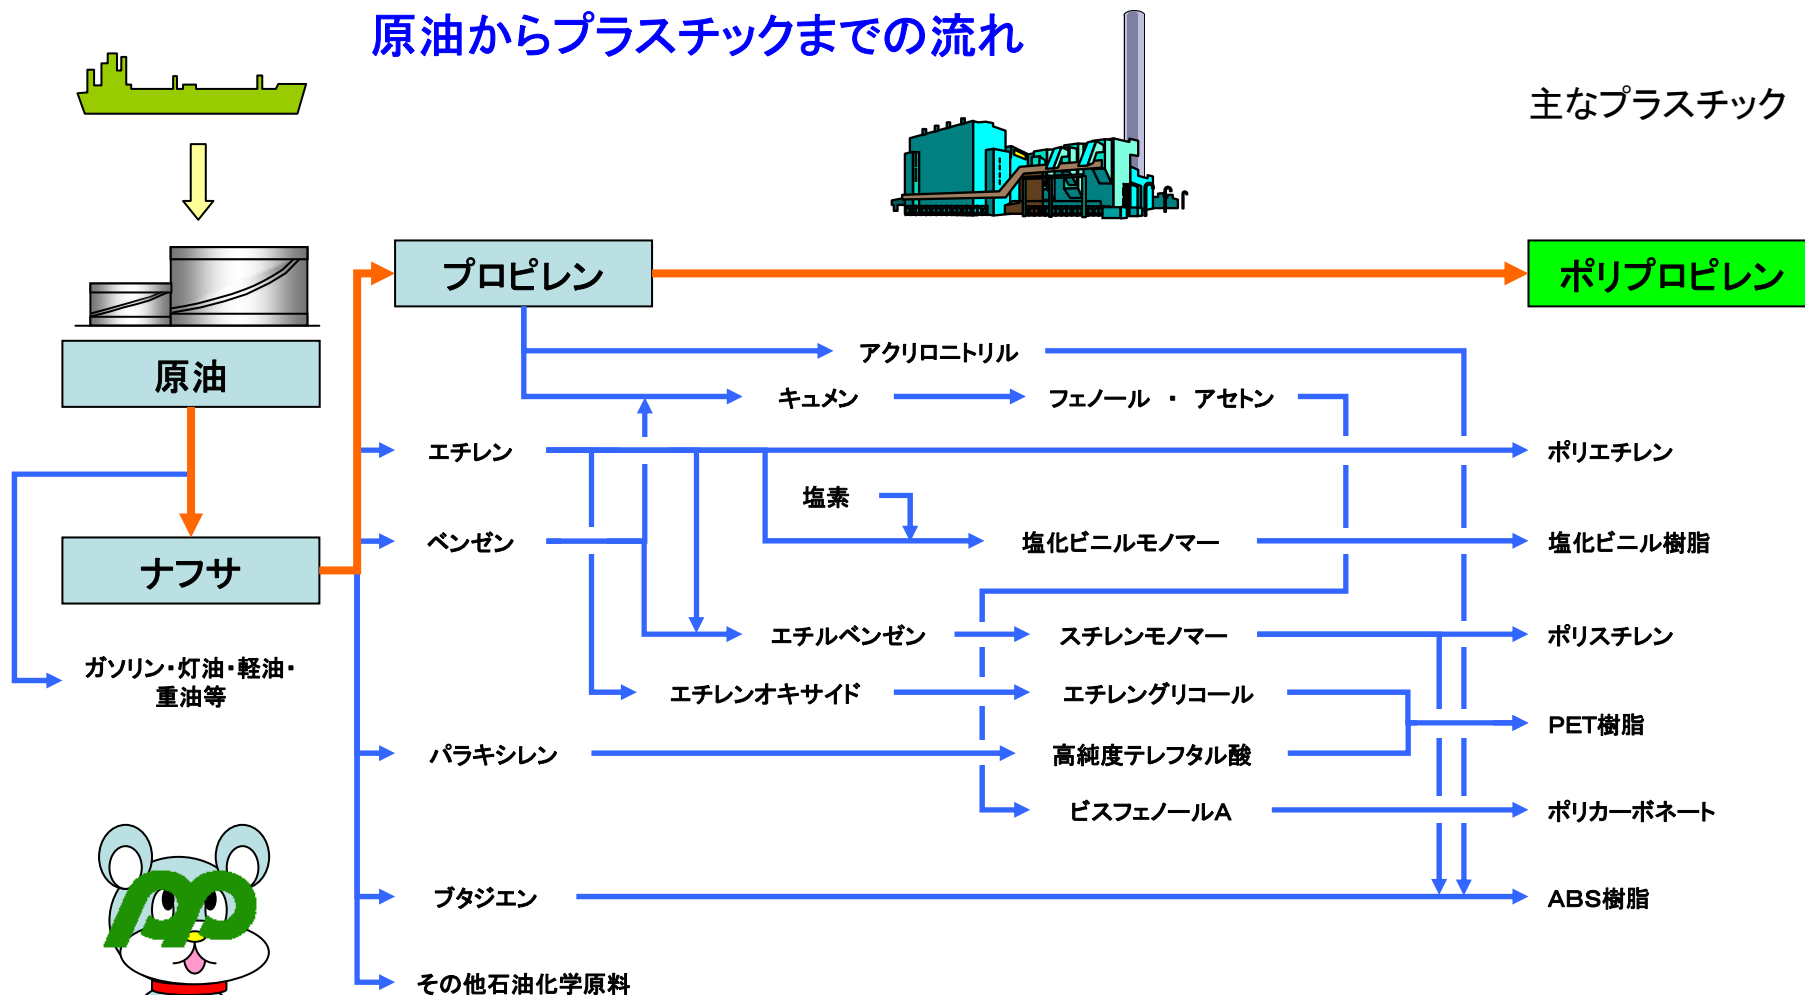 原油からプラスチックまでの流れ
主なプラスチック
プロピレン
ポリプロピレン
原油
アクリロニトリル
キュメン
フェノール ・ アセトン
エチレン
ポリエチレン
塩素
ベンゼン
塩化ビニルモノマー
塩化ビニル樹脂
ナフサ
エチルベンゼン
スチレンモノマー
ポリスチレン
ガソリン・灯油・軽油・
重油等
エチレンオキサイド
エチレングリコール
PET樹脂
パラキシレン
高純度テレフタル酸
ビスフェノールA
ポリカーボネート
ブタジエン
ABS樹脂
その他石油化学原料
pp